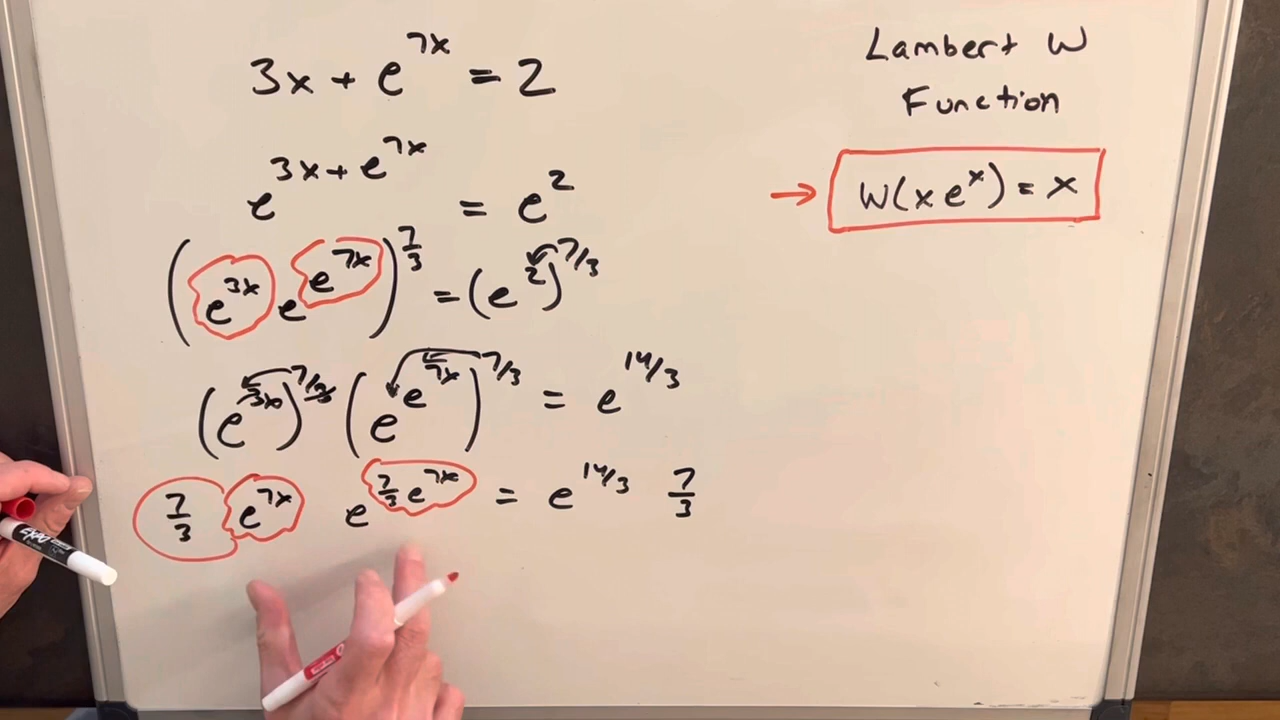 3x + e^{7x} = 2
e^{3x + e^{7x}} = e^2
(e^{3x} e^{e^{7x}})^{7/3} = (e^2)^{7/3}
(e^{3x})^{7/3} (e^{e^{7x}})^{7/3} = e^{14/3}
7/3 e^{7x} e^{7/3 e^{7x}} = e^{14/3} 7/3
Lambert W
Function
→ W(x e^x) = x